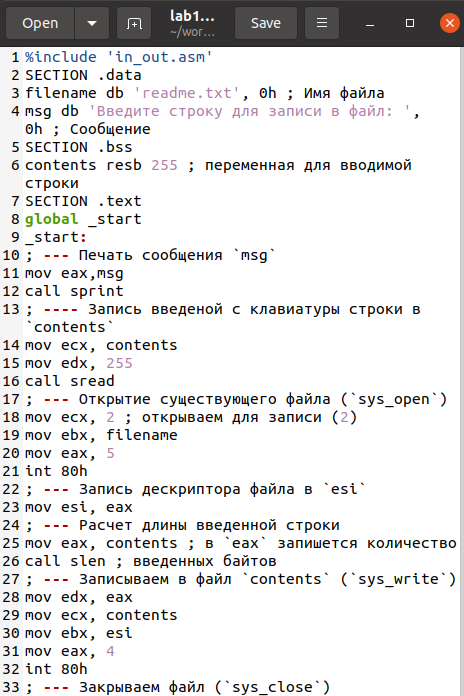 Open
lab1...
~/wor...
Save
1 %include 'in_out.asm'
2 SECTION .data
3 filename db 'readme.txt', 0h ; Имя файла
4 msg db 'Введите строку для записи в файл: ',
0h ; Сообщение
5 SECTION .bss
6 contents resb 255 ; переменная для вводимой
строки
7 SECTION .text
8 global _start
9 _start:
10 ; --- Печать сообщения `msg`
11 mov eax,msg
12 call sprint
13 ; ---- Запись введеной с клавиатуры строки в
`contents`
14 mov ecx, contents
15 mov edx, 255
16 call sread
17 ; --- Открытие существующего файла (`sys_open`)
18 mov ecx, 2 ; открываем для записи (2)
19 mov ebx, filename
20 mov eax, 5
21 int 80h
22 ; --- Запись дескриптора файла в `esi`
23 mov esi, eax
24 ; --- Расчет длины введенной строки
25 mov eax, contents ; в `eax` запишется количество
26 call slen ; введенных байтов
27 ; --- Записываем в файл `contents` (`sys_write`)
28 mov edx, eax
29 mov ecx, contents
30 mov ebx, esi
31 mov eax, 4
32 int 80h
33 ; --- Закрываем файл (`sys_close`)